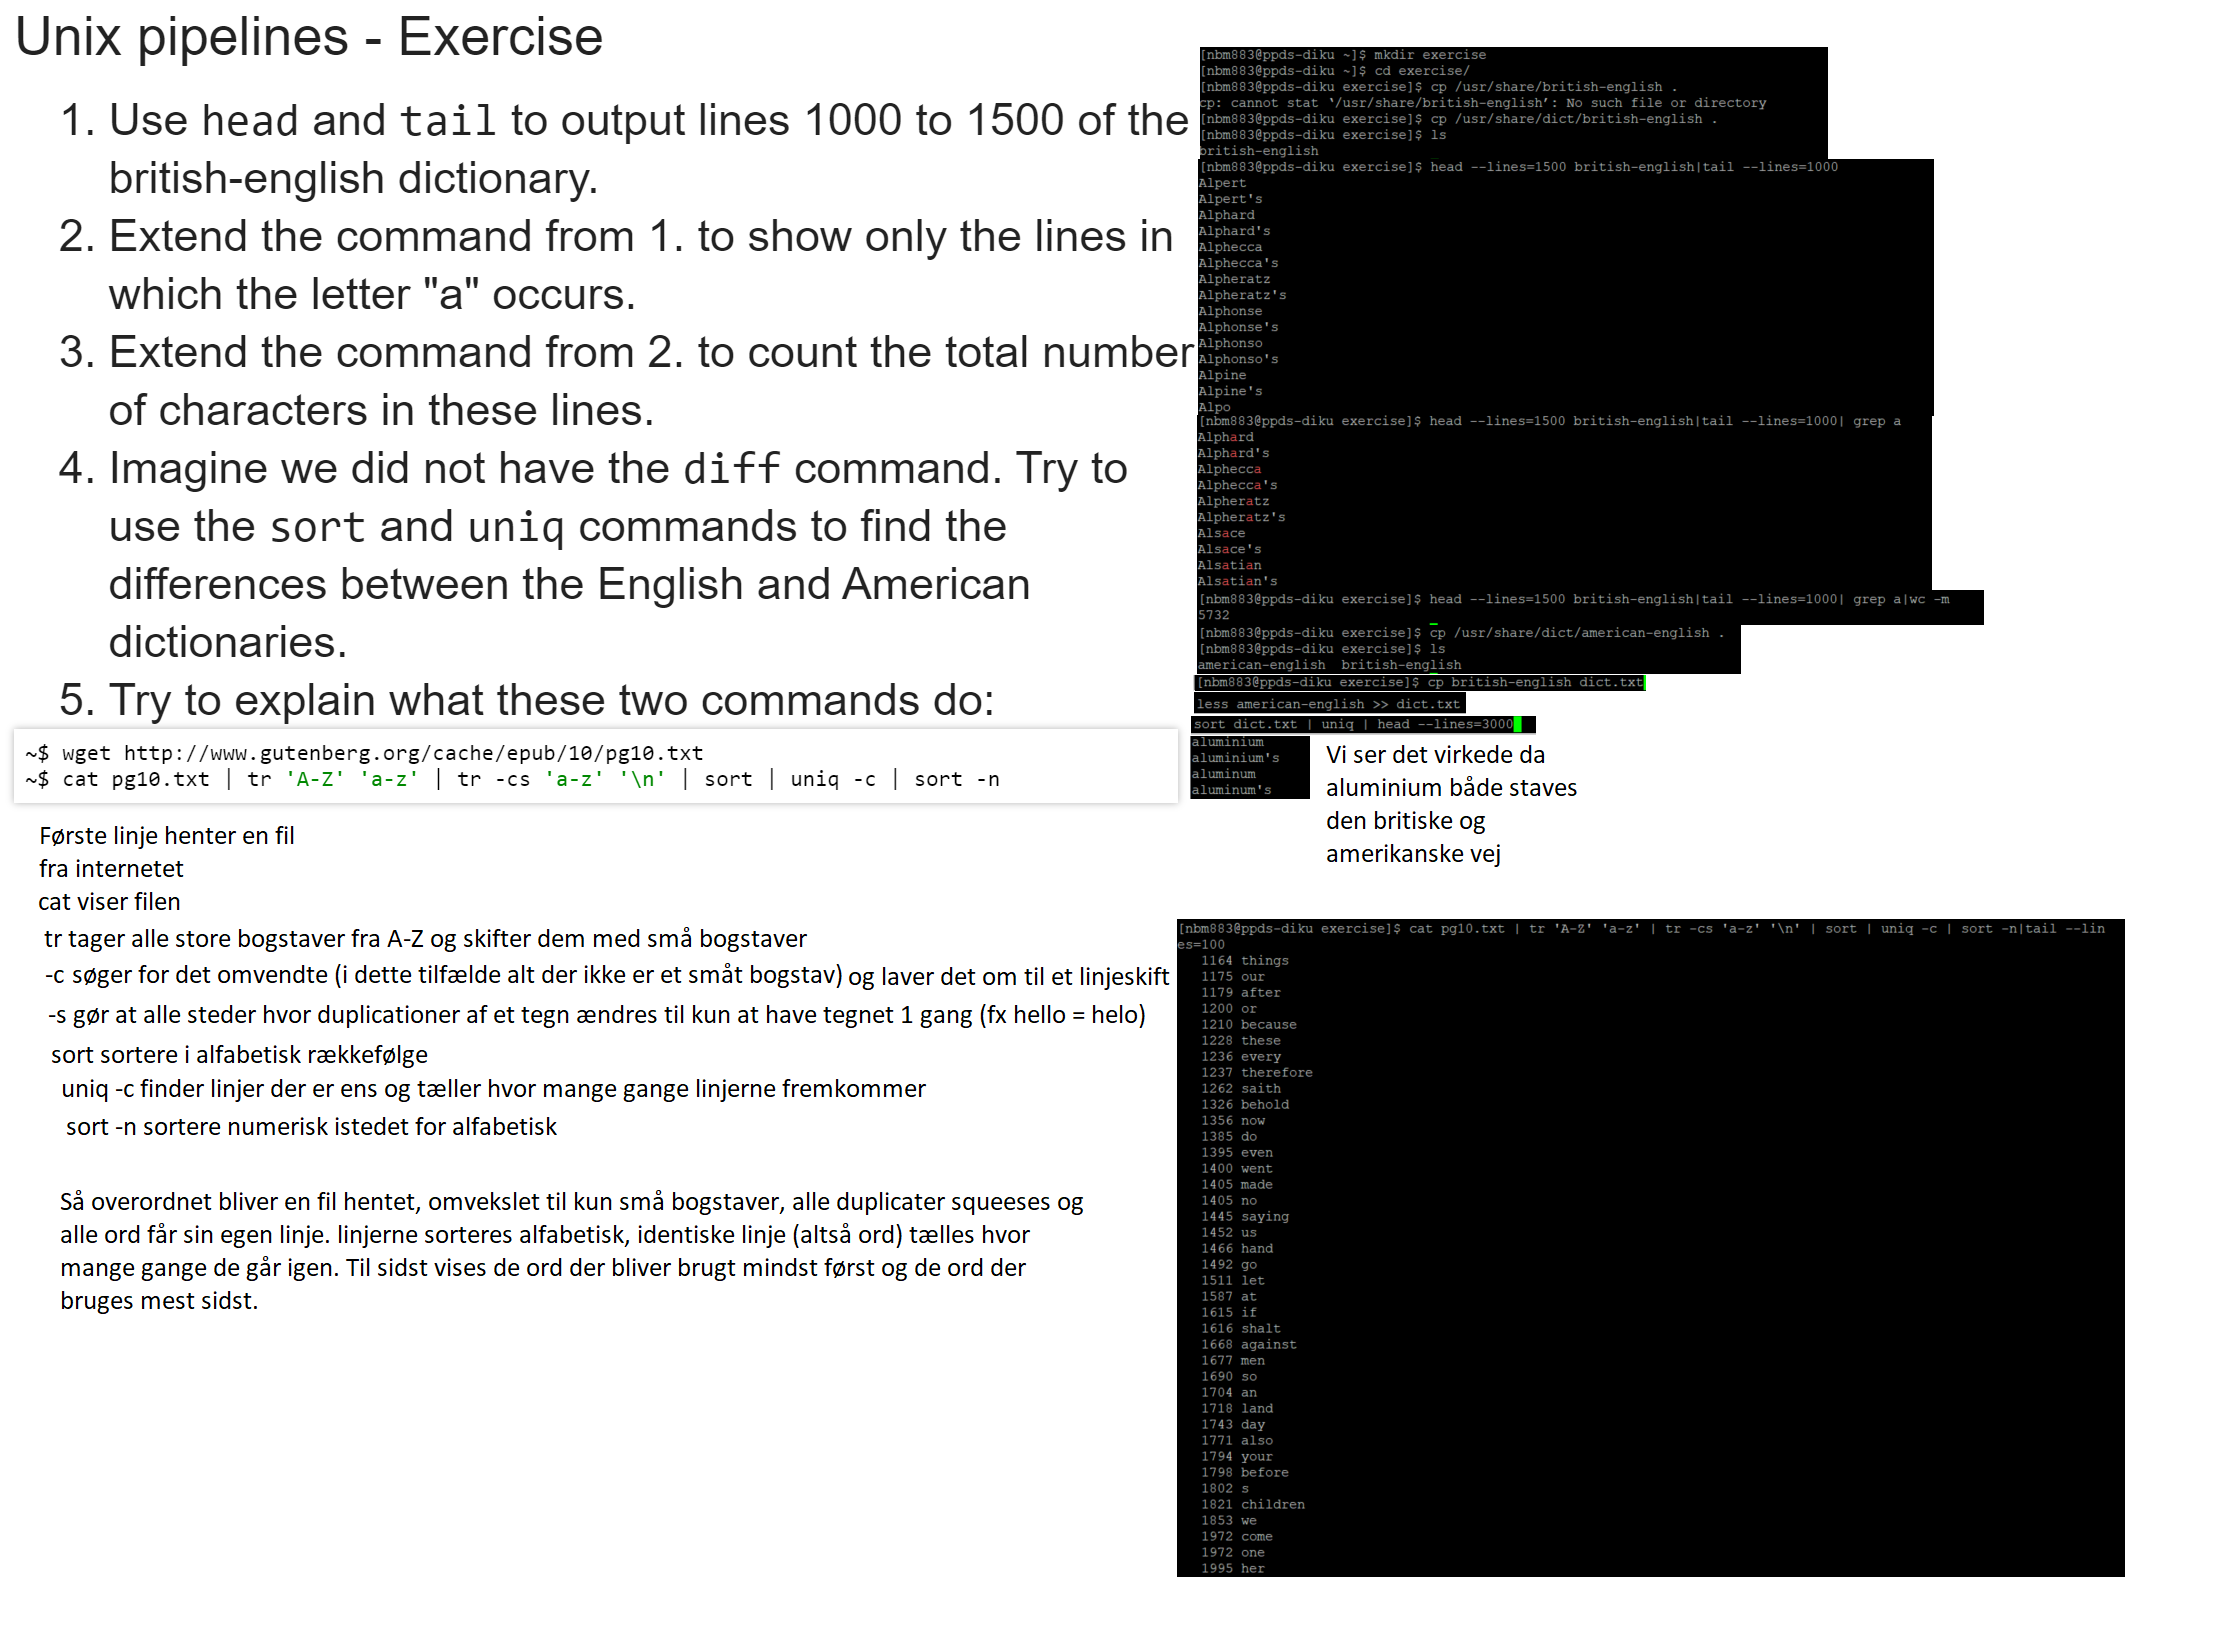 Unix pipelines - Exercise
1. Use head and tail to output lines 1000 to 1500 of the
british-english dictionary.
2. Extend the command from 1. to show only the lines in
which the letter "a" occurs.
3. Extend the command from 2. to count the total number
of characters in these lines.
4. Imagine we did not have the diff command. Try to
use the sort and uniq commands to find the
differences between the English and American
dictionaries.
5. Try to explain what these two commands do:
~$ wget http://www.gutenberg.org/cache/epub/10/pg10.txt
~$ cat pg10.txt | tr 'A-Z' 'a-z' | tr -cs 'a-z' '\n' | sort | uniq -c | sort -n
Første linje henter en fil
fra internetet
cat viser filen
tr tager alle store bogstaver fra A-Z og skifter dem med små bogstaver
-c søger for det omvendte (i dette tilfælde alt der ikke er et småt bogstav) og laver det om til et linjeskift
-s gør at alle steder hvor duplicationer af et tegn ændres til kun at have tegnet 1 gang (fx hello = helo)
sort sortere i alfabetisk rækkefølge
uniq -c finder linjer der er ens og tæller hvor mange gange linjerne fremkommer
sort -n sortere numerisk istedet for alfabetisk
Så overordnet bliver en fil hentet, omvekslet til kun små bogstaver, alle duplicater squeeses og
alle ord får sin egen linje. linjerne sorteres alfabetisk, identiske linje (altså ord) tælles hvor
mange gange de går igen. Til sidst vises de ord der bliver brugt mindst først og de ord der
bruges mest sidst.
[nbm883@ppds-diku ~]$ mkdir exercise
[nbm883@ppds-diku ~]$ cd exercise/
[nbm883@ppds-diku exercise]$ cp /usr/share/british-english .
cp: cannot stat ‘/usr/share/british-english’: No such file or directory
[nbm883@ppds-diku exercise]$ cp /usr/share/dict/british-english .
[nbm883@ppds-diku exercise]$ ls
british-english
[nbm883@ppds-diku exercise]$ head --lines=1500 british-english|tail --lines=1000
Alpert
Alpert's
Alphard
Alphard's
Alphecca
Alphecca's
Alpheratz
Alpheratz's
Alphonse
Alphonse's
Alphonso
Alphonso's
Alpine
Alpine's
Alpo
[nbm883@ppds-diku exercise]$ head --lines=1500 british-english|tail --lines=1000| grep a
Alphard
Alphard's
Alphecca
Alphecca's
Alpheratz
Alpheratz's
Alsace
Alsace's
Alsatian
Alsatian's
[nbm883@ppds-diku exercise]$ head --lines=1500 british-english|tail --lines=1000| grep a|wc -m
5732
[nbm883@ppds-diku exercise]$ cp /usr/share/dict/american-english .
[nbm883@ppds-diku exercise]$ ls
american-english  british-english
[nbm883@ppds-diku exercise]$ cp british-english dict.txt
less american-english >> dict.txt
sort dict.txt | uniq | head --lines=3000
aluminium
aluminium's
aluminum
aluminum's
Vi ser det virkede da
aluminium både staves
den britiske og
amerikanske vej
[nbm883@ppds-diku exercise]$ cat pg10.txt | tr 'A-Z' 'a-z' | tr -cs 'a-z' '\n' | sort | uniq -c | sort -n|tail --lin
es=100
1164 things
1175 our
1179 after
1200 or
1210 because
1228 these
1236 every
1237 therefore
1262 saith
1326 behold
1356 now
1385 do
1395 even
1400 went
1405 made
1405 no
1445 saying
1452 us
1466 hand
1492 go
1511 let
1587 at
1615 if
1616 shalt
1668 against
1677 men
1690 so
1704 an
1718 land
1743 day
1771 also
1794 your
1798 before
1802 s
1821 children
1853 we
1972 come
1972 one
1995 her